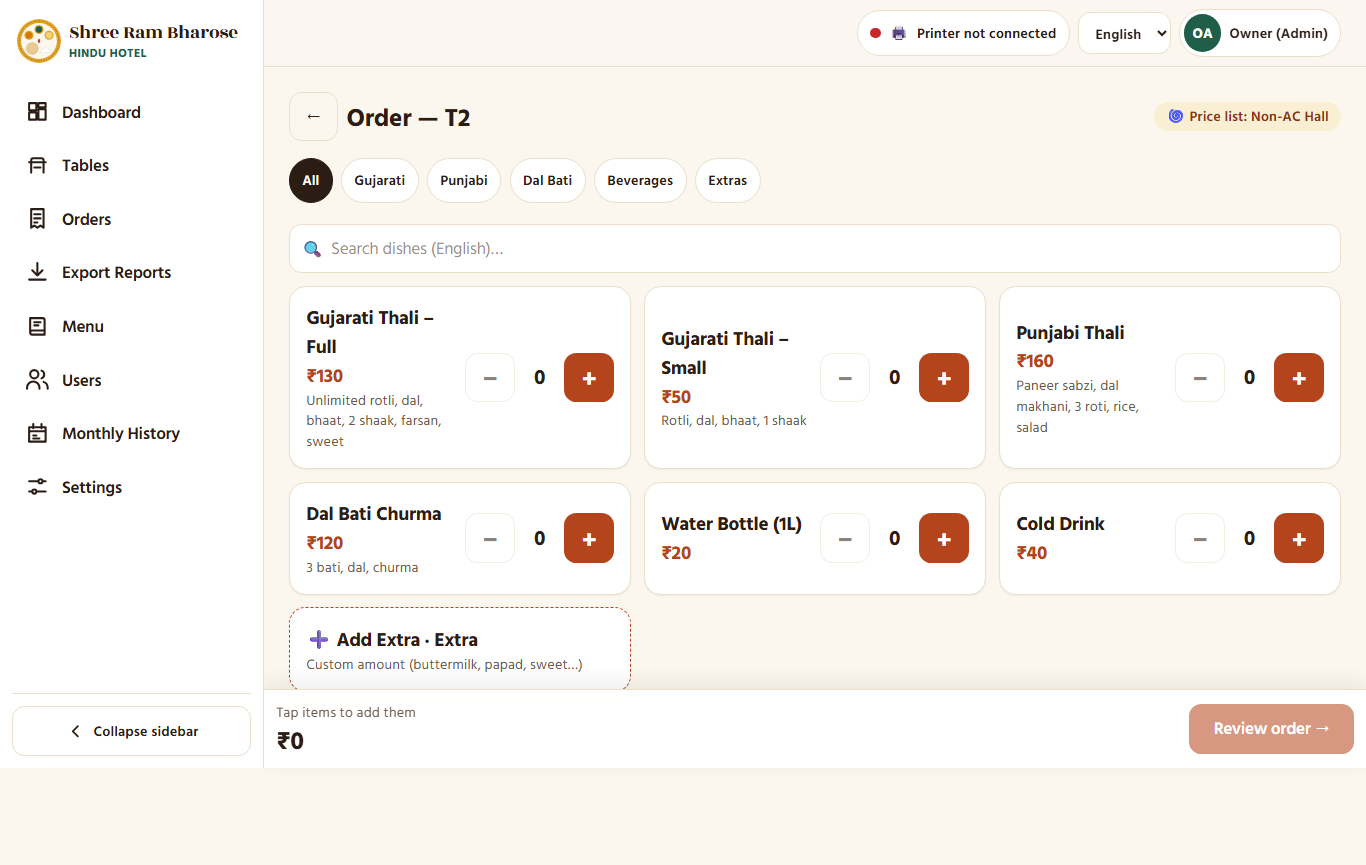 Shree Ram Bharose
HINDU HOTEL
Dashboard
Tables
Orders
Export Reports
Menu
Users
Monthly History
Settings
Collapse sidebar
Printer not connected
English
OA
Owner (Admin)
← Order — T2
Price list: Non-AC Hall
All
Gujarati
Punjabi
Dal Bati
Beverages
Extras
Search dishes (English)...
Gujarati Thali –
Full
₹130
Unlimited rotli, dal,
bhaat, 2 shaak, farsan,
sweet
− 0 +
Gujarati Thali –
Small
₹50
Rotli, dal, bhaat, 1 shaak
− 0 +
Punjabi Thali
₹160
Paneer sabzi, dal
makhani, 3 roti, rice,
salad
− 0 +
Dal Bati Churma
₹120
3 bati, dal, churma
− 0 +
Water Bottle (1L)
₹20
− 0 +
Cold Drink
₹40
− 0 +
Add Extra · Extra
Custom amount (buttermilk, papad, sweet...)
Tap items to add them
₹0
Review order →